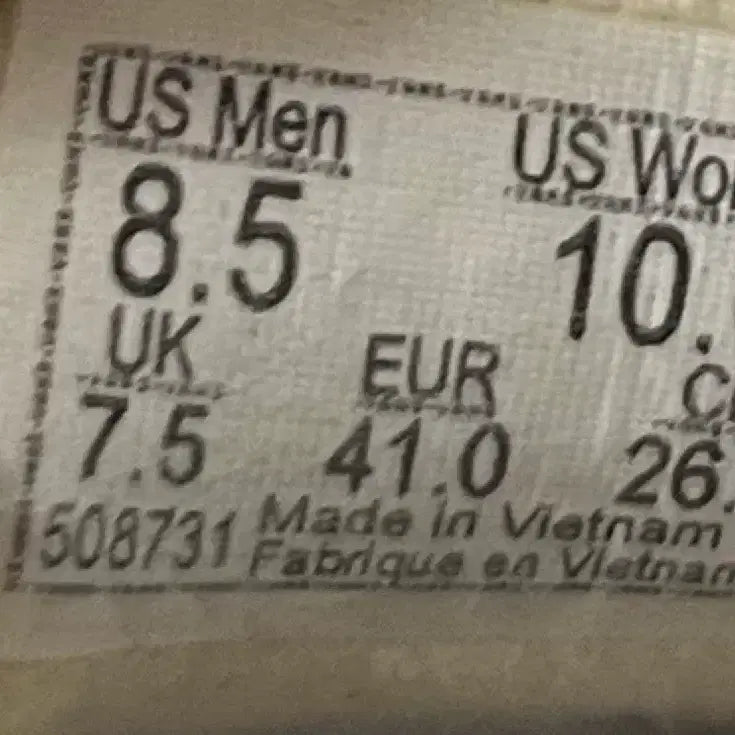 US Men US Wo
8.5 10.
UK EUR C
7.5 41.0 26.
508731 Made in Vietnam
Fabrique en Vietnam